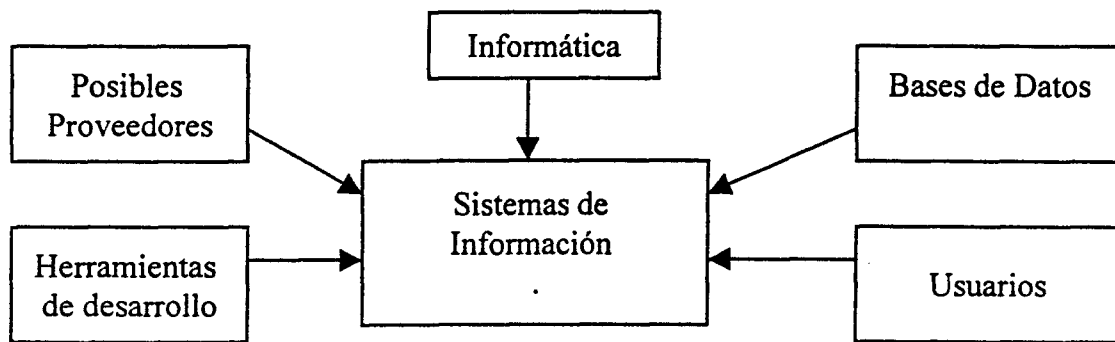 Informática
Posibles
Proveedores
Bases de Datos
Sistemas de
Información
.
Herramientas
de desarrollo
Usuarios